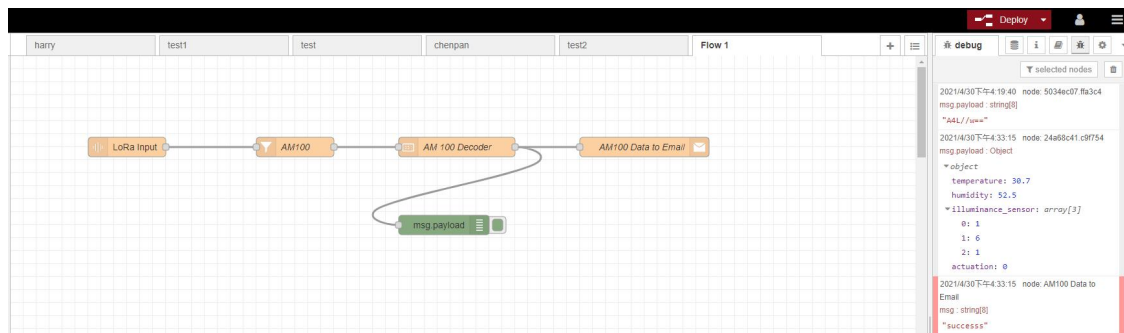 Deploy
harry
test1
test
chenpan
test2
Flow 1
debug
i
selected nodes
LoRa Input
AM100
AM 100 Decoder
AM100 Data to Email
msg.payload
2021/4/30下午4:19:40 node: 5034ec07.ffa3c4
msg.payload : string[8]
"A4L//u=="
2021/4/30下午4:33:15 node: 24a68c41.c9f754
msg.payload : Object
object
temperature: 30.7
humidity: 52.5
illuminance_sensor: array[3]
0: 1
1: 6
2: 1
actuation: 0
2021/4/30下午4:33:15 node: AM100 Data to
Email
msg : string[8]
"successs"